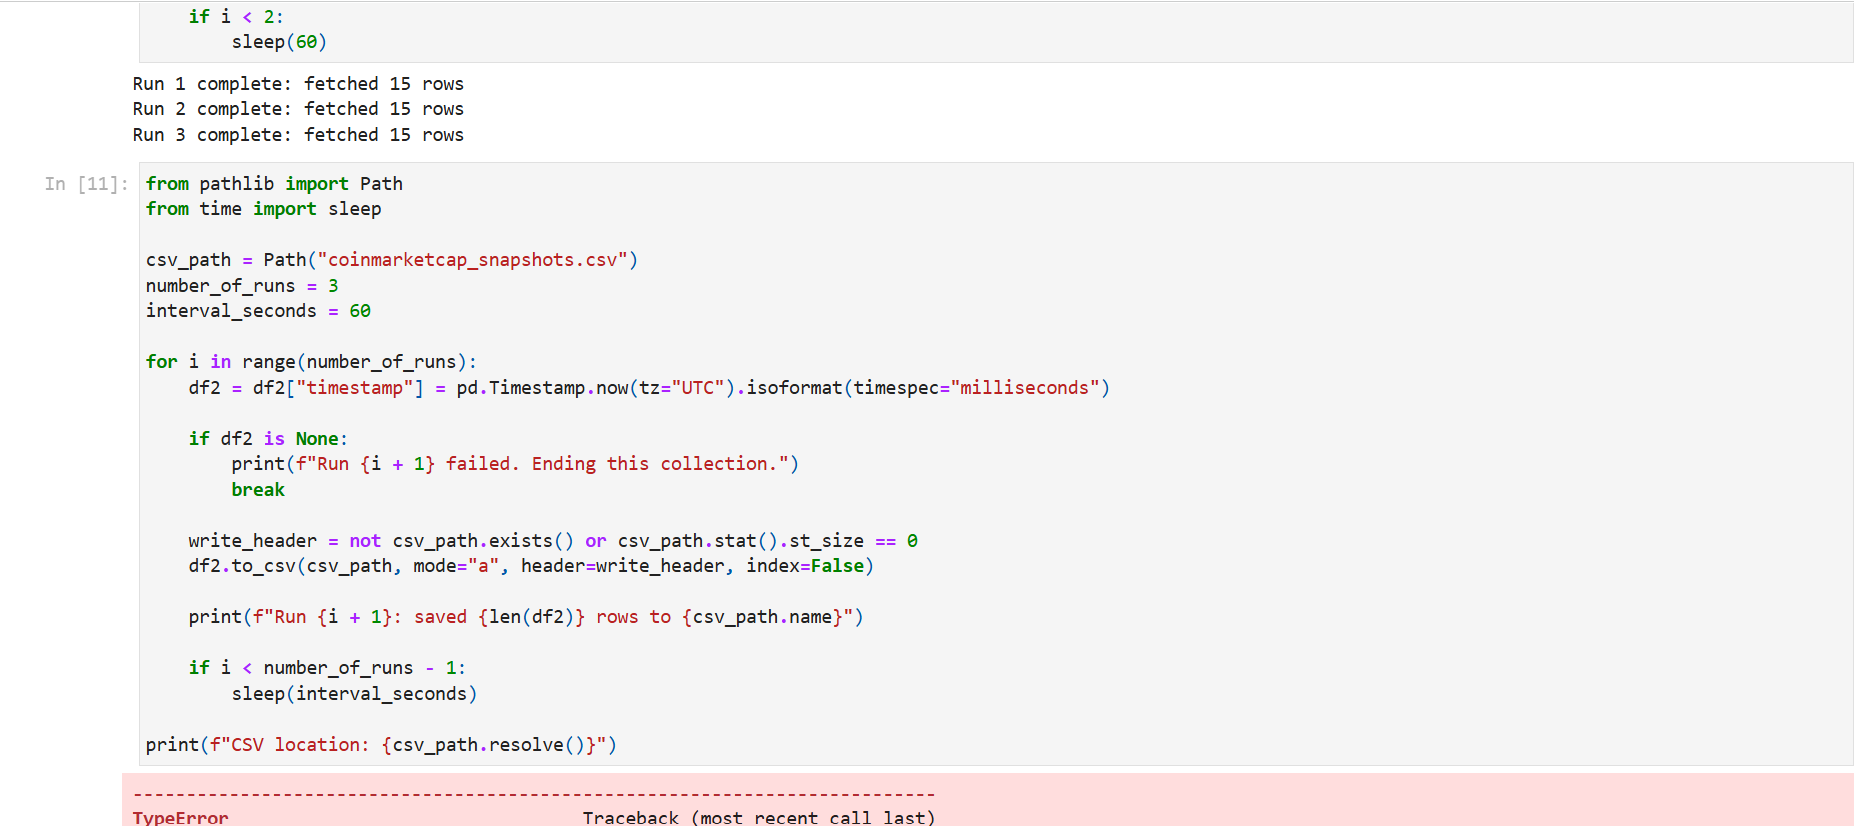 if i < 2:
sleep(60)
Run 1 complete: fetched 15 rows
Run 2 complete: fetched 15 rows
Run 3 complete: fetched 15 rows
In [11]:
from pathlib import Path
from time import sleep
csv_path = Path("coinmarketcap_snapshots.csv")
number_of_runs = 3
interval_seconds = 60
for i in range(number_of_runs):
df2 = df2["timestamp"] = pd.Timestamp.now(tz="UTC").isoformat(timespec="milliseconds")
if df2 is None:
print(f"Run {i + 1} failed. Ending this collection.")
break
write_header = not csv_path.exists() or csv_path.stat().st_size == 0
df2.to_csv(csv_path, mode="a", header=write_header, index=False)
print(f"Run {i + 1}: saved {len(df2)} rows to {csv_path.name}")
if i < number_of_runs - 1:
sleep(interval_seconds)
print(f"CSV location: {csv_path.resolve()}")
---------------------------------------------------------------------------
TypeError Traceback (most recent call last)